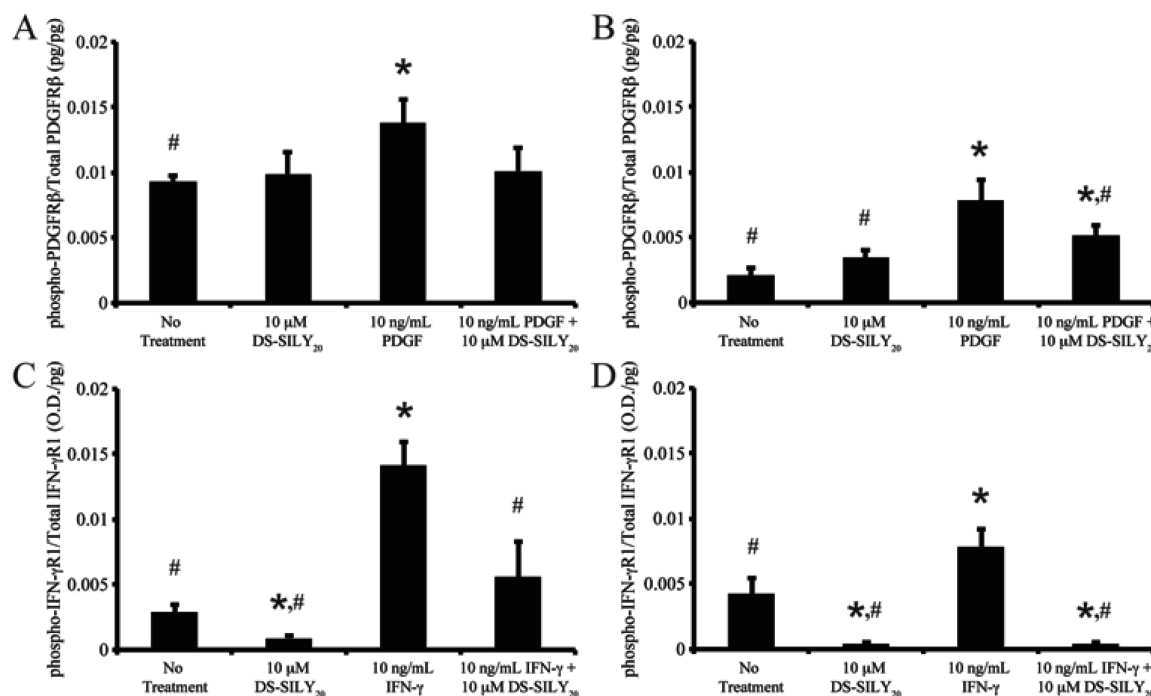 A
phospho-PDGFRβ/Total PDGFRβ (pg/pg)
0.02
0.015
0.01
0.005
0
#
*
No
Treatment
10 μM
DS-SILY₂₀
10 ng/mL
PDGF
10 ng/mL PDGF +
10 μM DS-SILY₂₀
B
phospho-PDGFRβ/Total PDGFRβ (pg/pg)
0.02
0.015
0.01
0.005
0
#
#
*
*,#
No
Treatment
10 μM
DS-SILY₂₀
10 ng/mL
PDGF
10 ng/mL PDGF +
10 μM DS-SILY₂₀
C
phospho-IFN-γR1/Total IFN-γR1 (O.D./pg)
0.02
0.015
0.01
0.005
0
#
*,#
*
#
No
Treatment
10 μM
DS-SILY₂₀
10 ng/mL
IFN-γ
10 ng/mL IFN-γ +
10 μM DS-SILY₂₀
D
phospho-IFN-γR1/Total IFN-γR1 (O.D./pg)
0.02
0.015
0.01
0.005
0
#
*,#
*
*,#
No
Treatment
10 μM
DS-SILY₂₀
10 ng/mL
IFN-γ
10 ng/mL IFN-γ +
10 μM DS-SILY₂₀